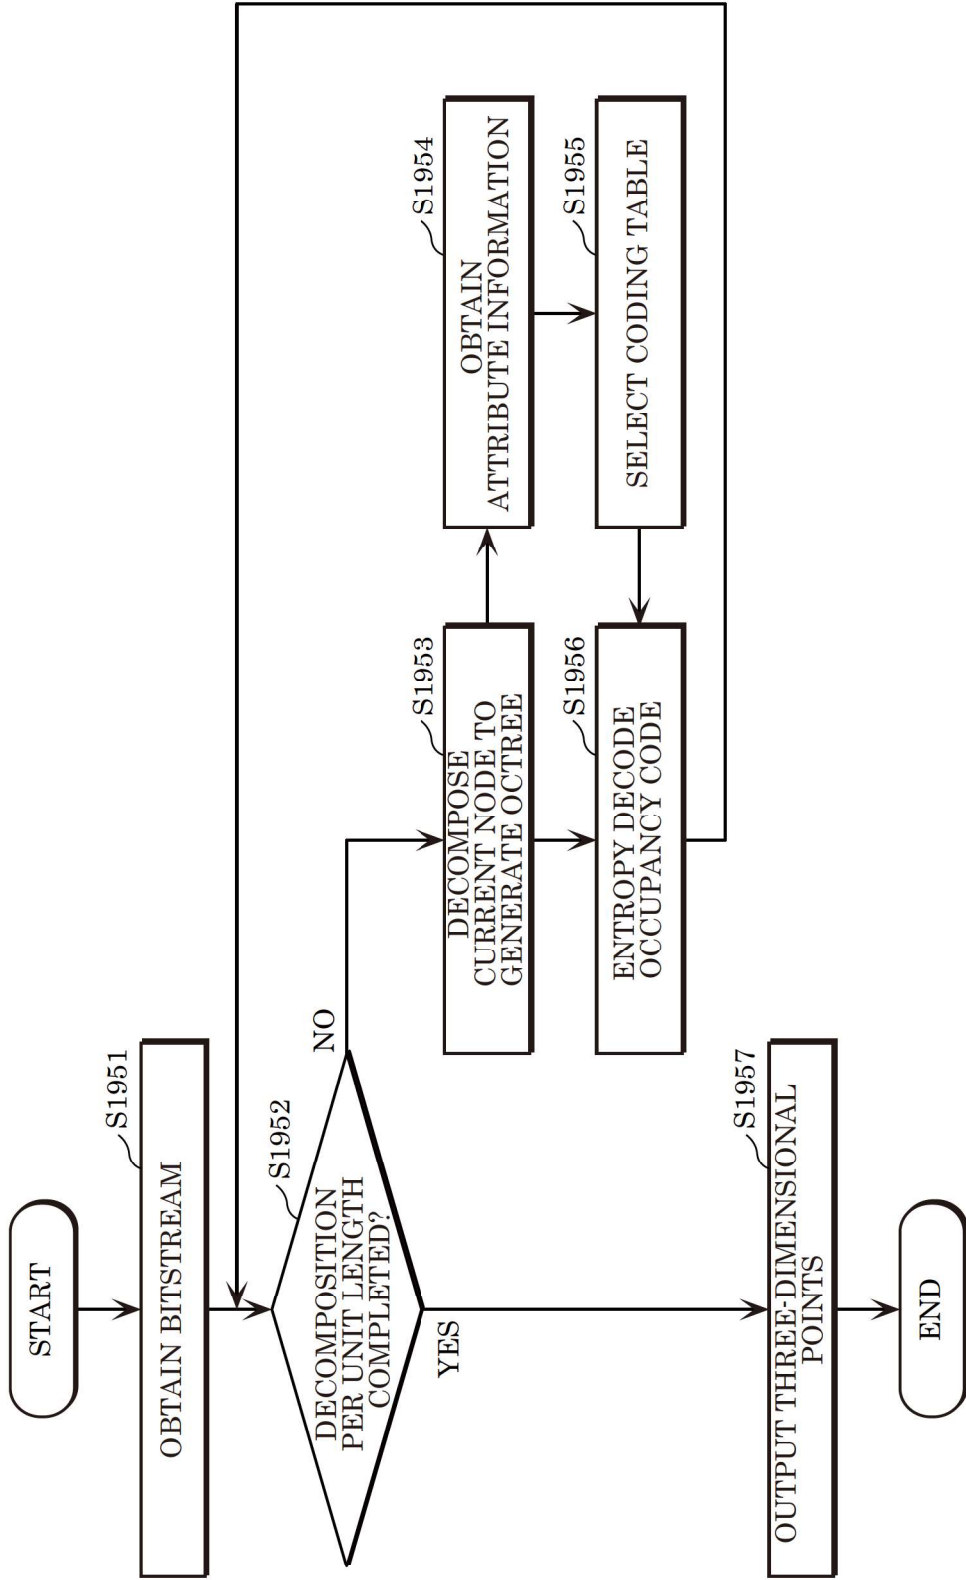 START
S1951
OBTAIN BITSTREAM
S1952
DECOMPOSITION
PER UNIT LENGTH
COMPLETED?
NO
YES
S1953
DECOMPOSE
CURRENT NODE TO
GENERATE OCTREE
S1954
OBTAIN
ATTRIBUTE INFORMATION
S1955
SELECT CODING TABLE
S1956
ENTROPY DECODE
OCCUPANCY CODE
S1957
OUTPUT THREE-DIMENSIONAL
POINTS
END